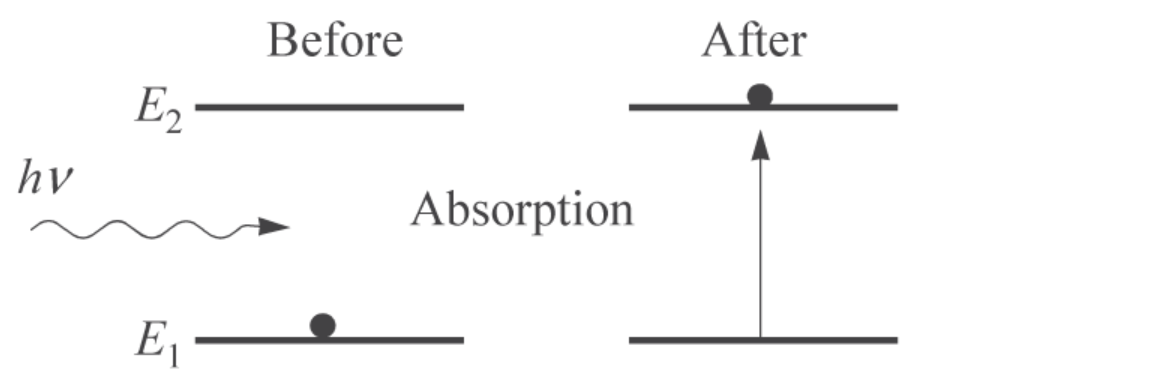 Before After
E₂
hν
Absorption
E₁